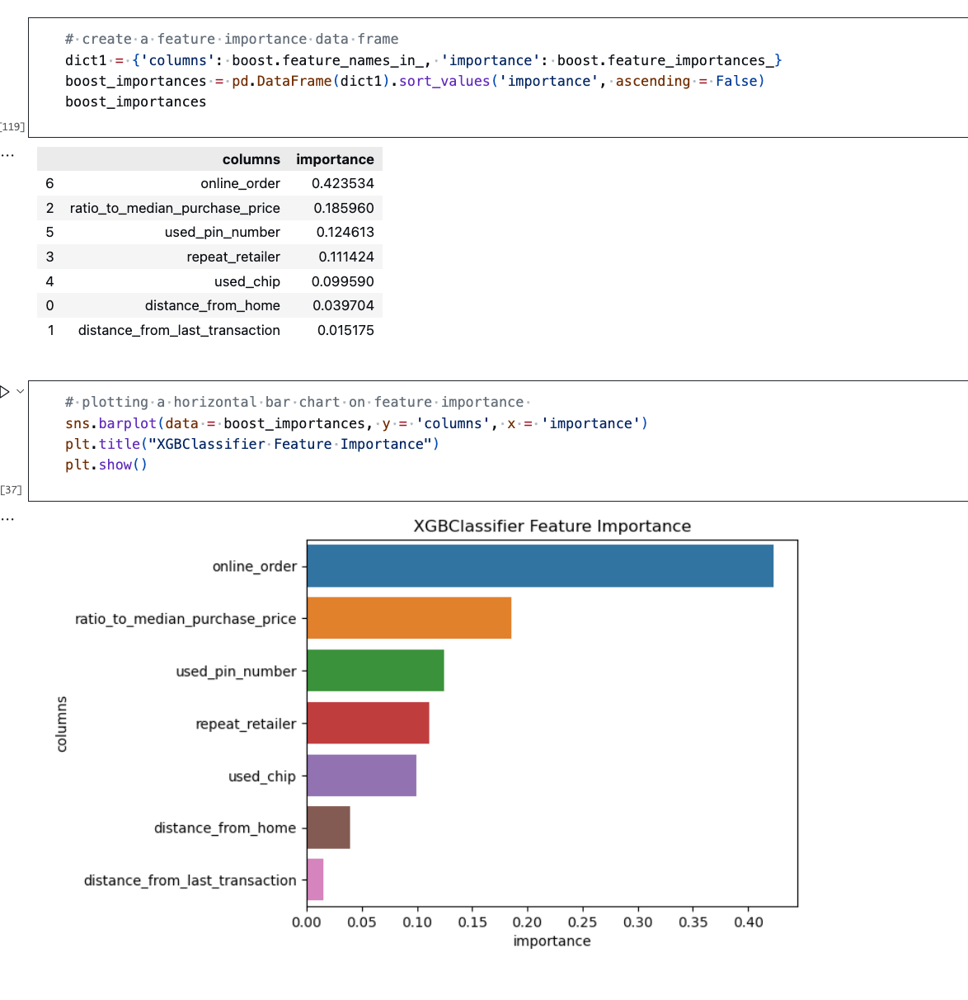 # create a feature importance data frame
dict1 = {'columns': boost.feature_names_in_, 'importance': boost.feature_importances_}
boost_importances = pd.DataFrame(dict1).sort_values('importance', ascending = False)
boost_importances
[119]
...
columns importance
6 online_order 0.423534
2 ratio_to_median_purchase_price 0.185960
5 used_pin_number 0.124613
3 repeat_retailer 0.111424
4 used_chip 0.099590
0 distance_from_home 0.039704
1 distance_from_last_transaction 0.015175
# plotting a horizontal bar chart on feature importance
sns.barplot(data = boost_importances, y = 'columns', x = 'importance')
plt.title("XGBClassifier Feature Importance")
plt.show()
[37]
...
XGBClassifier Feature Importance
online_order
ratio_to_median_purchase_price
used_pin_number
repeat_retailer
used_chip
distance_from_home
distance_from_last_transaction
columns
0.00 0.05 0.10 0.15 0.20 0.25 0.30 0.35 0.40
importance